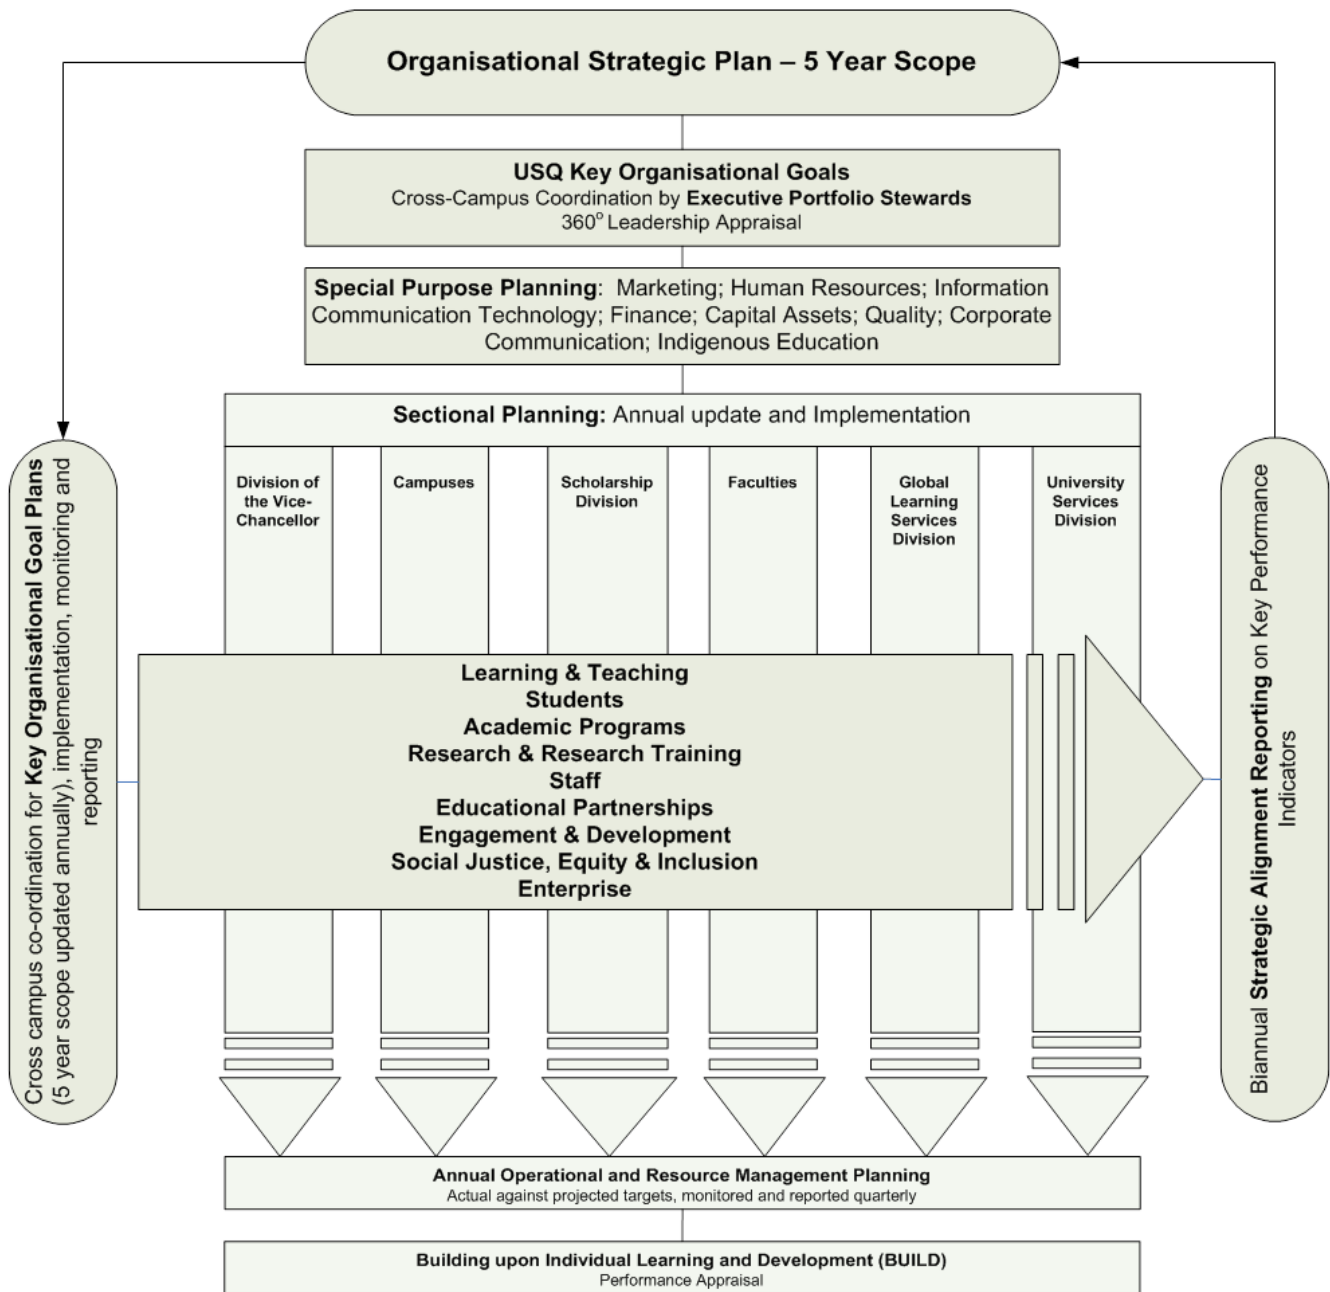 Organisational Strategic Plan – 5 Year Scope
USQ Key Organisational Goals
Cross-Campus Coordination by Executive Portfolio Stewards
360° Leadership Appraisal
Special Purpose Planning: Marketing; Human Resources; Information
Communication Technology; Finance; Capital Assets; Quality; Corporate
Communication; Indigenous Education
Sectional Planning: Annual update and Implementation
Division of
the Vice-
Chancellor
Campuses
Scholarship
Division
Faculties
Global
Learning
Services
Division
University
Services
Division
Cross campus co-ordination for Key Organisational Goal Plans
(5 year scope updated annually), implementation, monitoring and
reporting
Learning & Teaching
Students
Academic Programs
Research & Research Training
Staff
Educational Partnerships
Engagement & Development
Social Justice, Equity & Inclusion
Enterprise
Biannual Strategic Alignment Reporting on Key Performance
Indicators
Annual Operational and Resource Management Planning
Actual against projected targets, monitored and reported quarterly
Building upon Individual Learning and Development (BUILD)
Performance Appraisal